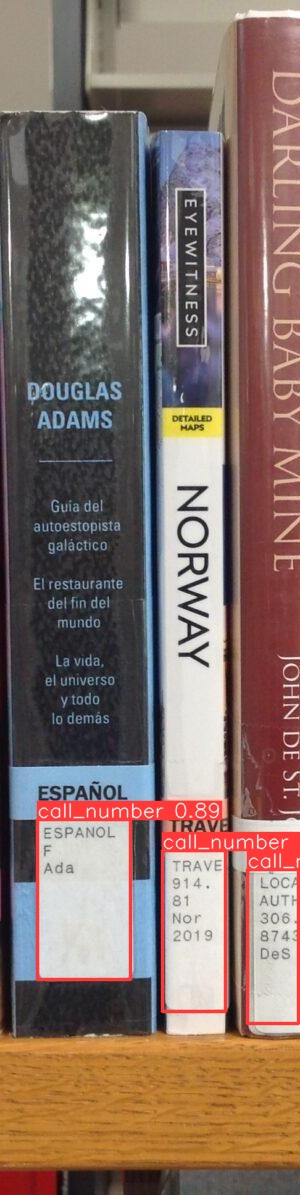 DOUGLAS
ADAMS
Guía del
autoestopista
galáctico
El restaurante
del fin del
mundo
La vida,
el universo
y todo
lo demás
ESPAÑOL
call_number 0.89
ESPANOL
F
Ada
EYEWITNESS
DETAILED
MAPS
NORWAY
TRAVE
call_number
TRAVE
914.
81
Nor
2019
DARLING BABY MINE
JOHN DE ST.
call_n
LOCA
AUTH
306.
8743
DeS